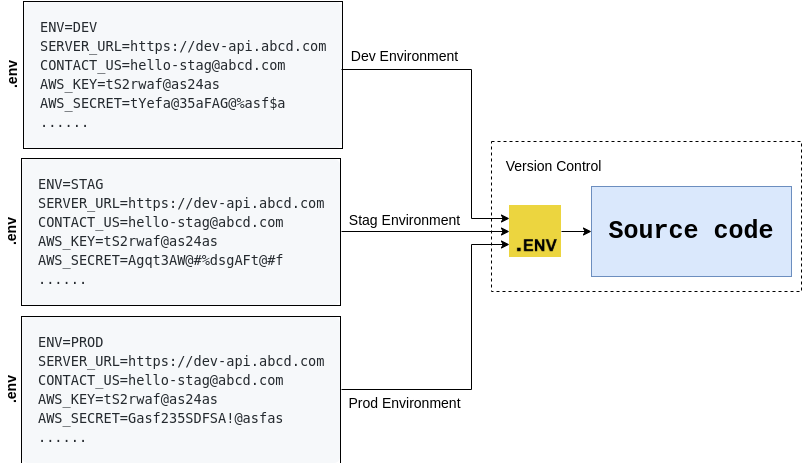 .env
ENV=DEV
SERVER_URL=https://dev-api.abcd.com
CONTACT_US=hello-stag@abcd.com
AWS_KEY=tS2rwaf@as24as
AWS_SECRET=tYefa@35aFAG@%asf$a
......
Dev Environment
.env
ENV=STAG
SERVER_URL=https://dev-api.abcd.com
CONTACT_US=hello-stag@abcd.com
AWS_KEY=tS2rwaf@as24as
AWS_SECRET=Agqt3AW@#%dsgAFt@#f
......
Stag Environment
.env
ENV=PROD
SERVER_URL=https://dev-api.abcd.com
CONTACT_US=hello-stag@abcd.com
AWS_KEY=tS2rwaf@as24as
AWS_SECRET=Gasf235SDFSA!@asfas
......
Prod Environment
Version Control
.ENV
Source code